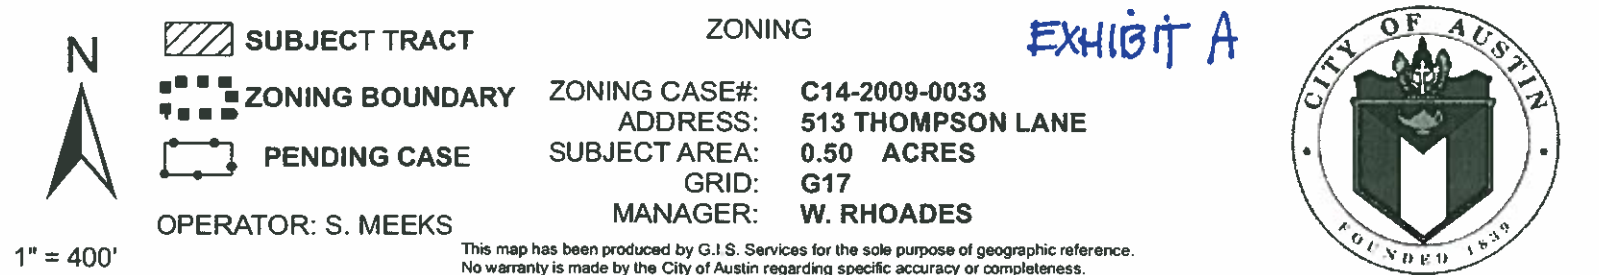 N
1" = 400'
SUBJECT TRACT
ZONING BOUNDARY
PENDING CASE
OPERATOR: S. MEEKS
ZONING
ZONING CASE#: C14-2009-0033
ADDRESS: 513 THOMPSON LANE
SUBJECT AREA: 0.50 ACRES
GRID: G17
MANAGER: W. RHOADES
This map has been produced by G.I.S. Services for the sole purpose of geographic reference.
No warranty is made by the City of Austin regarding specific accuracy or completeness.
EXHIBIT A
CITY OF AUSTIN
FOUNDED 1839